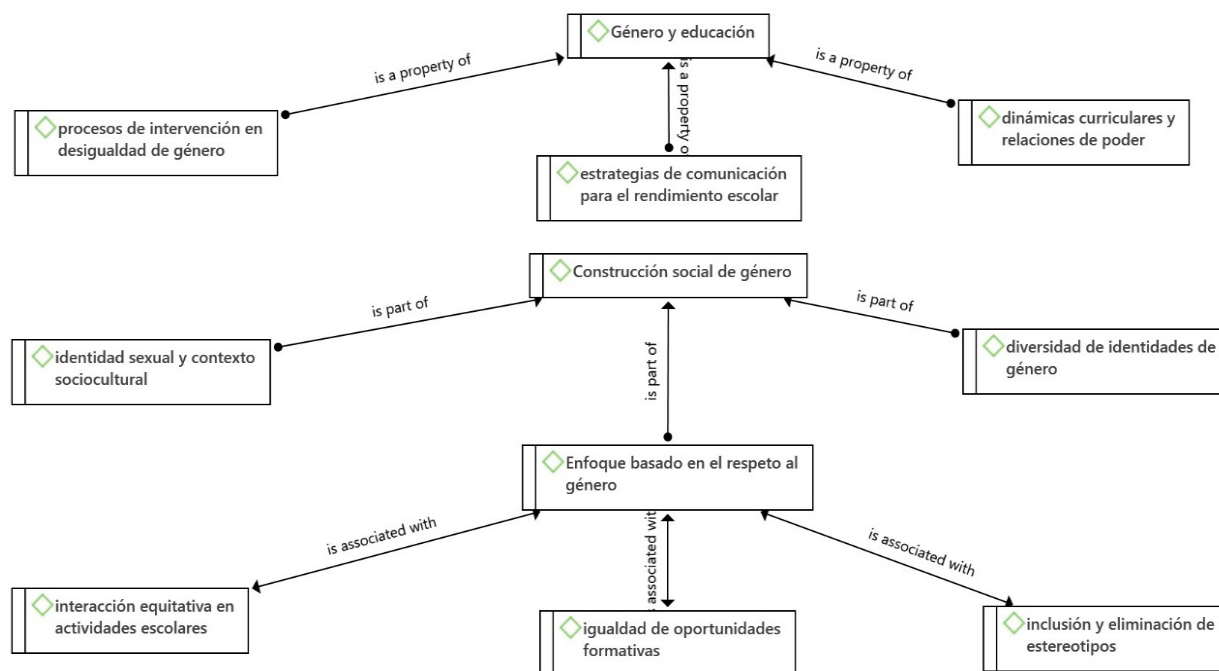 Género y educación
is a property of
is a property of
is a property o
procesos de intervención en
desigualdad de género
dinámicas curriculares y
relaciones de poder
estrategias de comunicación
para el rendimiento escolar
Construcción social de género
is part of
is part of
identidad sexual y contexto
sociocultural
is part of
diversidad de identidades de
género
Enfoque basado en el respeto al
género
is associated with
is associated wit
is associated with
interacción equitativa en
actividades escolares
igualdad de oportunidades
formativas
inclusión y eliminación de
estereotipos